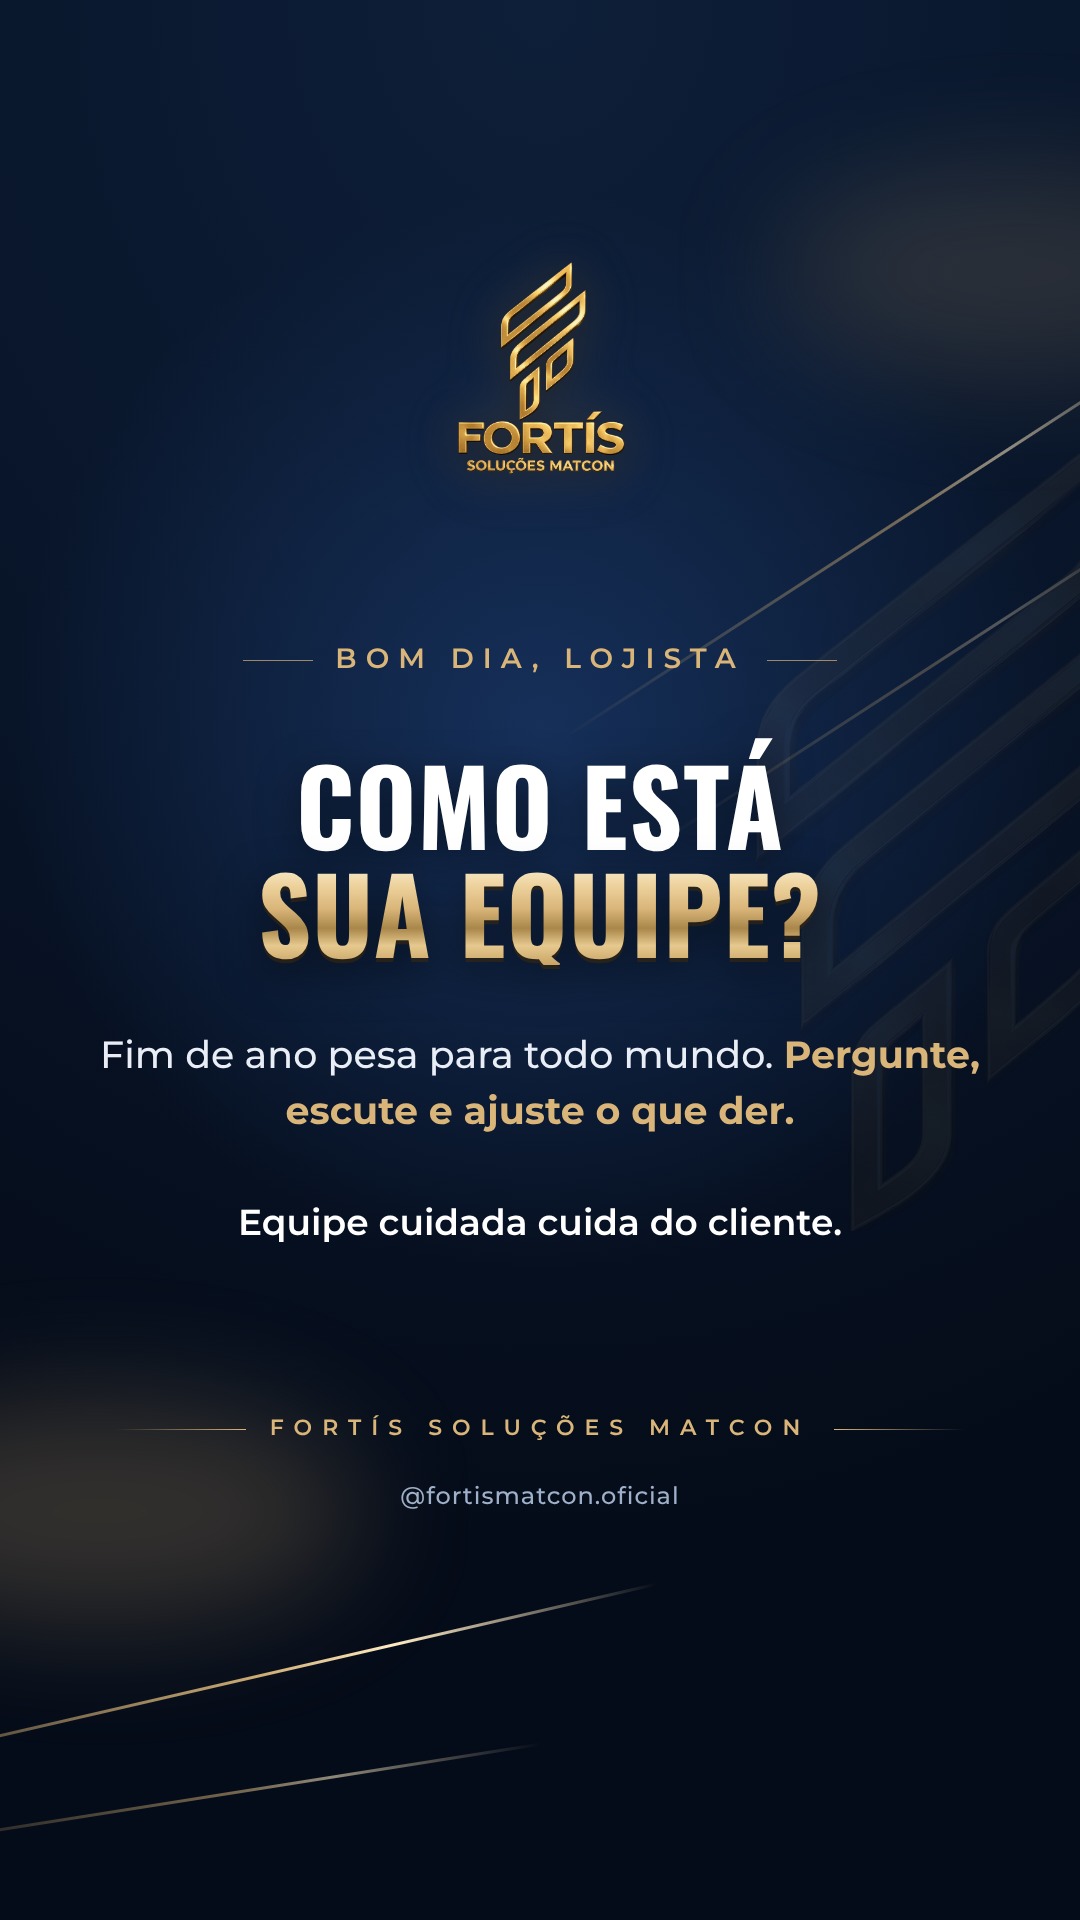 FORTÍS
SOLUÇÕES MATCON
BOM DIA, LOJISTA
COMO ESTÁ
SUA EQUIPE?
Fim de ano pesa para todo mundo. Pergunte,
escute e ajuste o que der.
Equipe cuidada cuida do cliente.
FORTÍS SOLUÇÕES MATCON
@fortismatcon.oficial